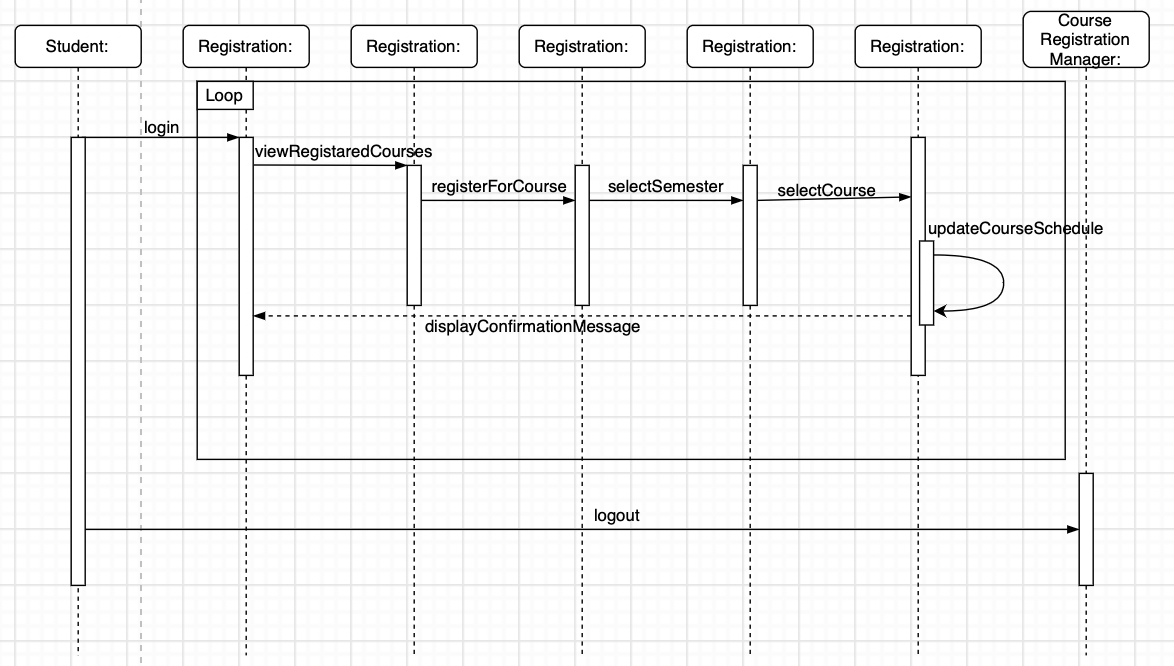 Student:
Registration:
Registration:
Registration:
Registration:
Registration:
Course
Registration
Manager:
Loop
login
viewRegistaredCourses
registerForCourse
selectSemester
selectCourse
updateCourseSchedule
displayConfirmationMessage
logout